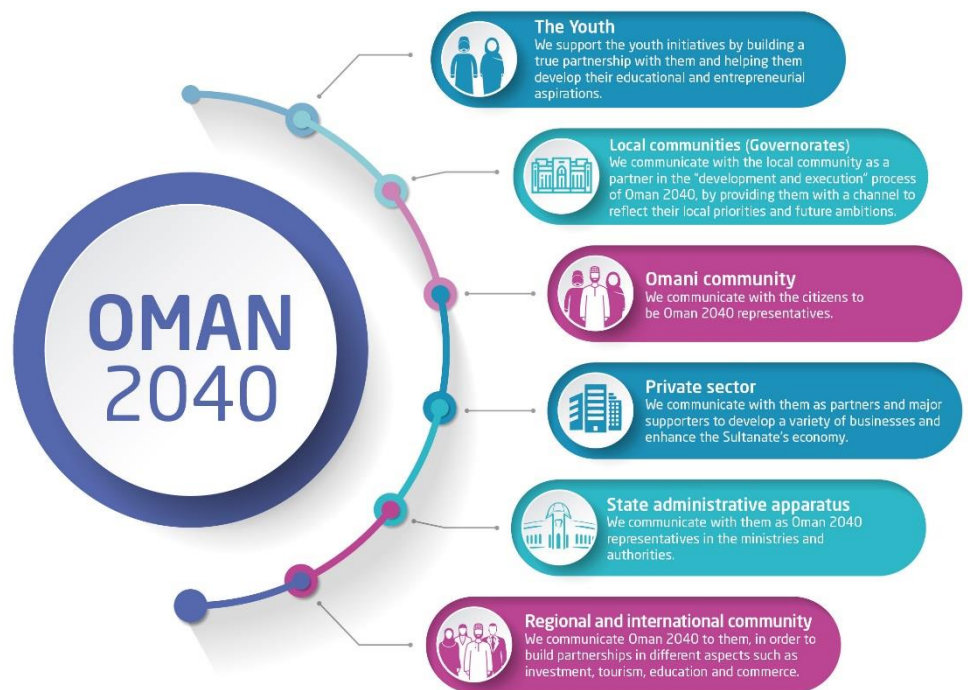 OMAN
2040
The Youth
We support the youth initiatives by building a
true partnership with them and helping them
develop their educational and entrepreneurial
aspirations.
Local communities (Governorates)
We communicate with the local community as a
partner in the "development and execution" process
of Oman 2040, by providing them with a channel to
reflect their local priorities and future ambitions.
Omani community
We communicate with the citizens to
be Oman 2040 representatives.
Private sector
We communicate with them as partners and major
supporters to develop a variety of businesses and
enhance the Sultanate's economy.
State administrative apparatus
We communicate with them as Oman 2040
representatives in the ministries and
authorities.
Regional and international community
We communicate Oman 2040 to them, in order to
build partnerships in different aspects such as
investment, tourism, education and commerce.